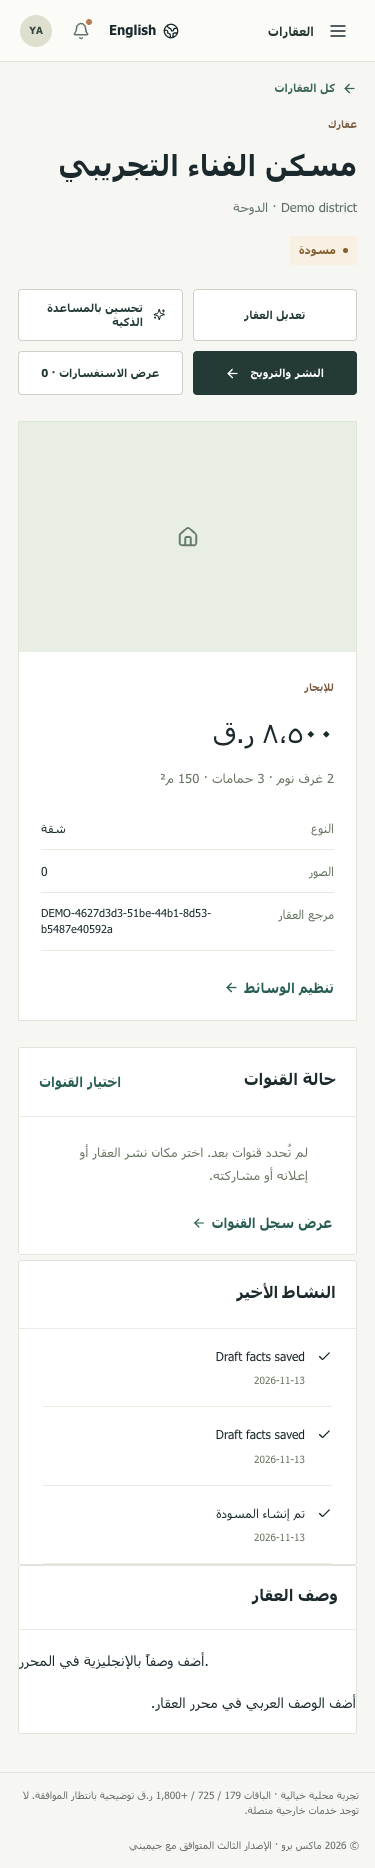 العقارات
English
YA
كل العقارات
عقارك
مسكن الفناء التجريبي
Demo district · الدوحة
مسودة
تعديل العقار
تحسين بالمساعدة
الذكية
النشر والترويج
عرض الاستفسارات · 0
للإيجار
٨،٥٠٠ ر.ق
2 غرف نوم · 3 حمامات · 150 م²
النوع
شقة
الصور
0
مرجع العقار
DEMO-4627d3d3-51be-44b1-8d53-
b5487e40592a
تنظيم الوسائط
حالة القنوات
اختيار القنوات
لم تُحدد قنوات بعد. اختر مكان نشر العقار أو
إعلانه أو مشاركته.
عرض سجل القنوات
النشاط الأخير
Draft facts saved
2026-11-13
Draft facts saved
2026-11-13
تم إنشاء المسودة
2026-11-13
وصف العقار
أضف وصفاً بالإنجليزية في المحرر.
أضف الوصف العربي في محرر العقار.
تجربة محلية خيالية · الباقات 179 / 725 / +1,800 ر.ق توضيحية بانتظار الموافقة. لا
توجد خدمات خارجية متصلة.
© 2026 ماكس برو · الإصدار الثالث المتوافق مع جيميني